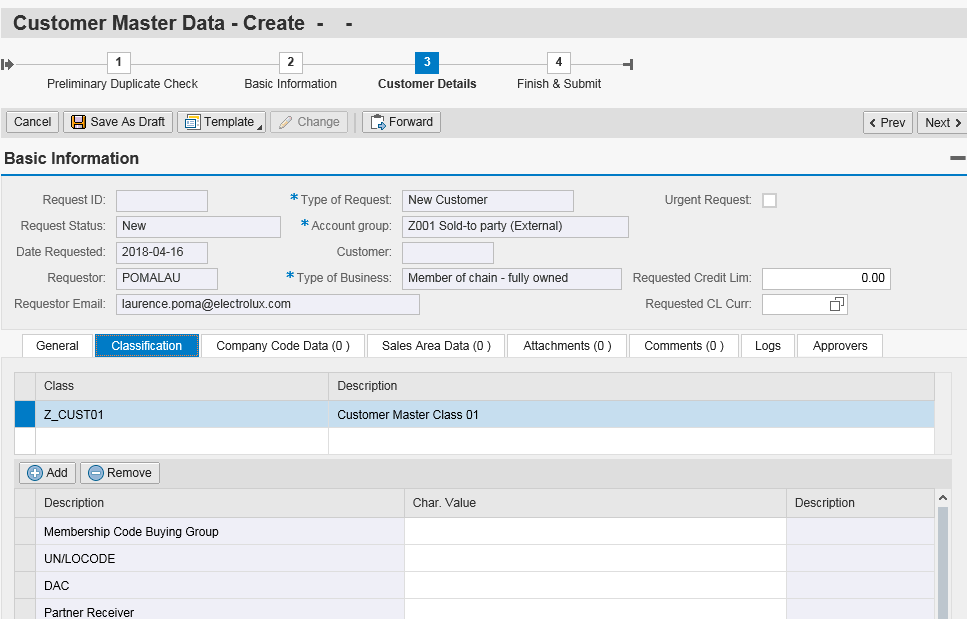 Customer Master Data - Create - -
1 2 3 4
Preliminary Duplicate Check Basic Information Customer Details Finish & Submit
Cancel Save As Draft Template Change Forward Prev Next
Basic Information
Request ID: * Type of Request: New Customer Urgent Request:
Request Status: New * Account group: Z001 Sold-to party (External)
Date Requested: 2018-04-16 Customer:
Requestor: POMALAU * Type of Business: Member of chain - fully owned Requested Credit Lim: 0.00
Requestor Email: laurence.poma@electrolux.com Requested CL Curr:
General Classification Company Code Data (0 ) Sales Area Data (0 ) Attachments (0 ) Comments (0 ) Logs Approvers
Class Description
Z_CUST01 Customer Master Class 01
Add Remove
Description Char. Value Description
Membership Code Buying Group
UN/LOCODE
DAC
Partner Receiver